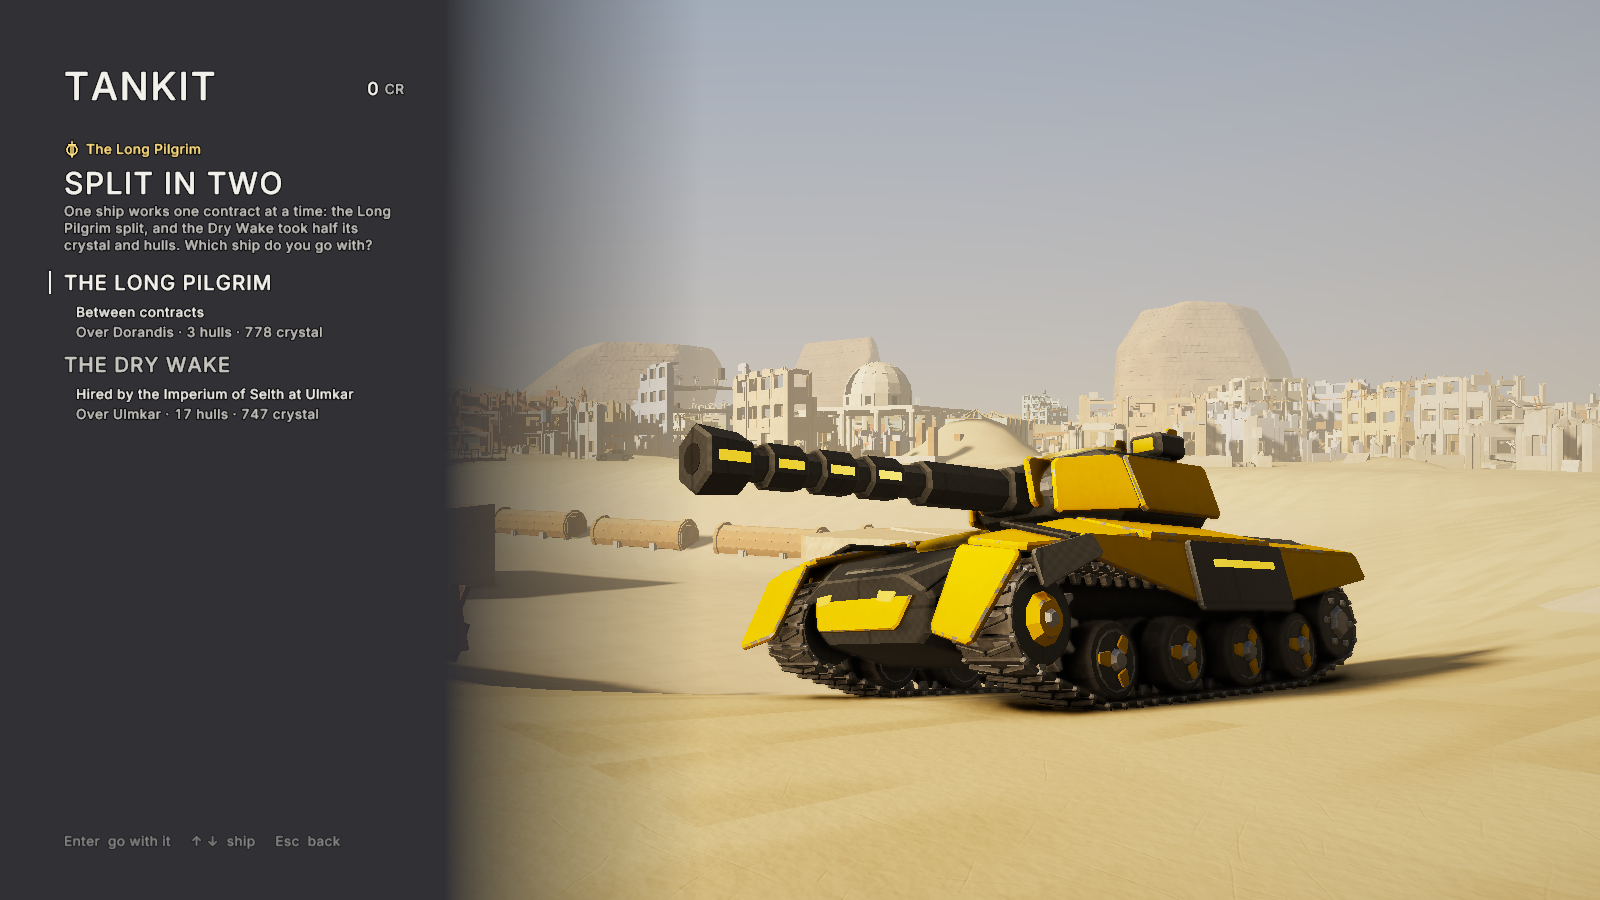 TANKIT
0 CR
The Long Pilgrim
SPLIT IN TWO
One ship works one contract at a time: the Long
Pilgrim split, and the Dry Wake took half its
crystal and hulls. Which ship do you go with?
THE LONG PILGRIM
Between contracts
Over Dorandis · 3 hulls · 778 crystal
THE DRY WAKE
Hired by the Imperium of Selth at Ulmkar
Over Ulmkar · 17 hulls · 747 crystal
Enter go with it ↑ ↓ ship Esc back